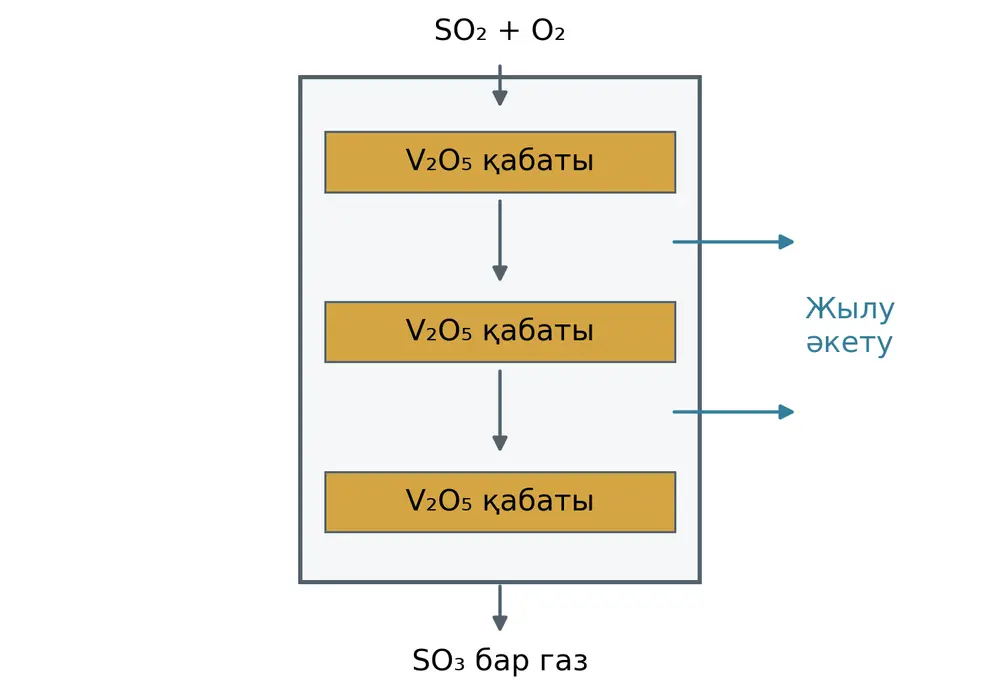 SO₂ + O₂
V₂O₅ қабаты
V₂O₅ қабаты
Жылу
әкету
V₂O₅ қабаты
SO₃ бар газ